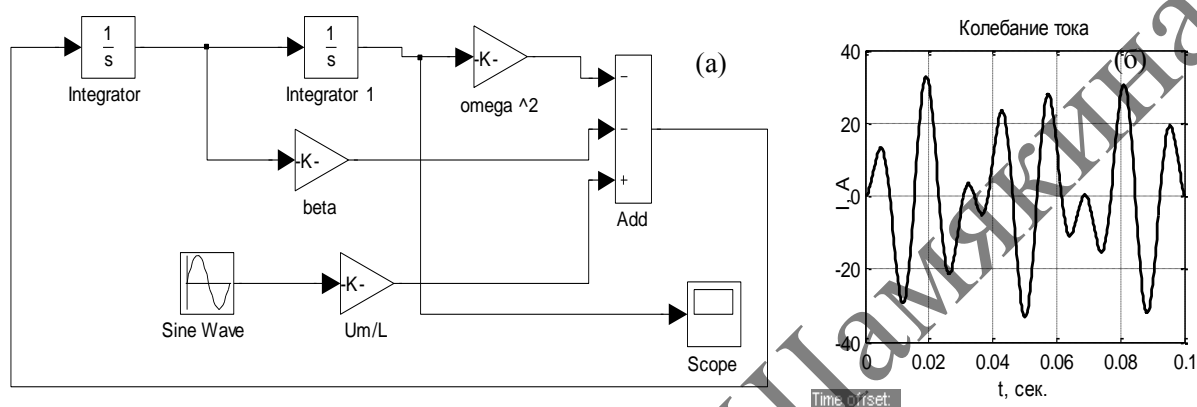 1
s
Integrator
1
s
Integrator 1
-K-
omega ^2
-K-
beta
Sine Wave
-K-
Um/L
−
−
+
Add
Scope
(а)
Колебание тока
(б)
I, A
40
20
0
-20
-40
0
0.02
0.04
0.06
0.08
0.1
t, сек.
Time offset: